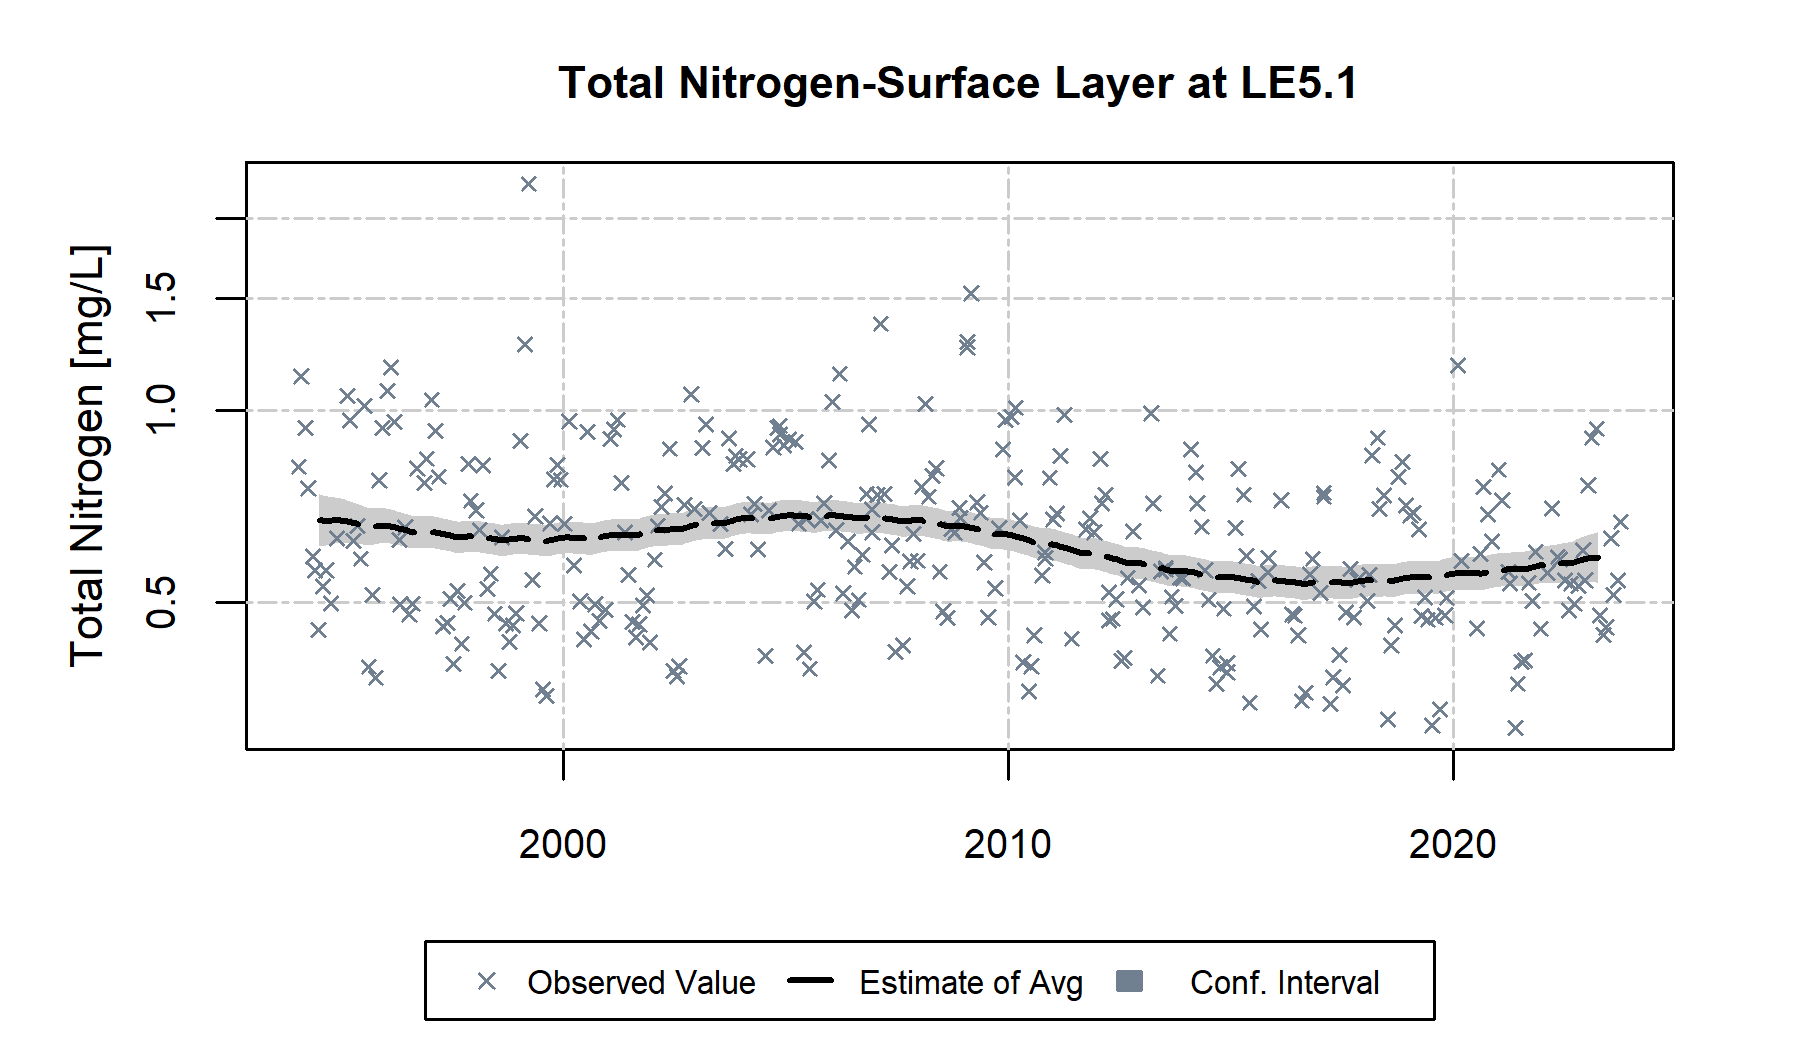 Total Nitrogen-Surface Layer at LE5.1
Total Nitrogen [mg/L]
1.5
1.0
0.5
2000 2010 2020
Observed Value Estimate of Avg Conf. Interval